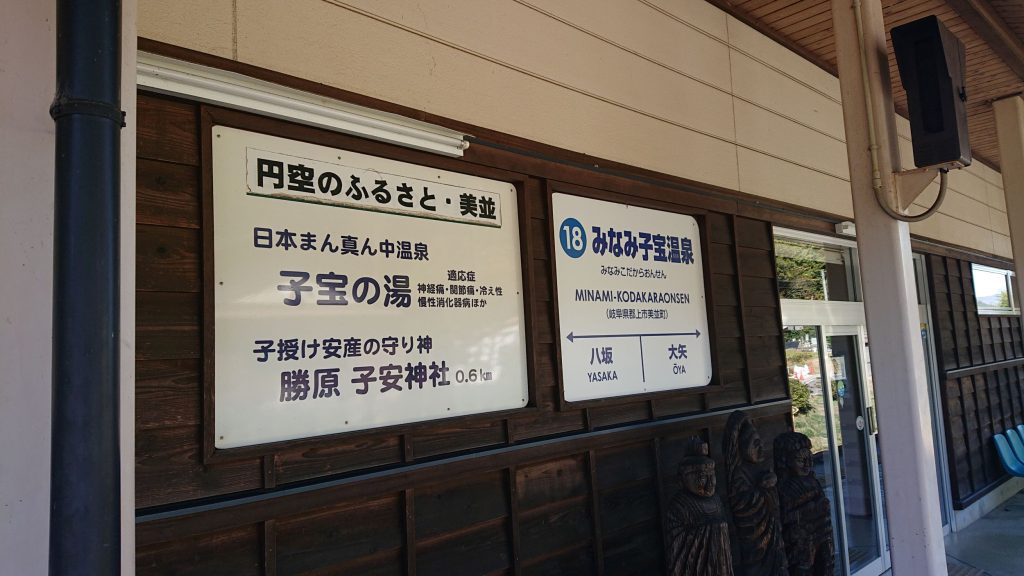 円空のふるさと・美並
日本まん真ん中温泉
子宝の湯
適応症
神経痛・関節痛・冷え性
慢性消化器病ほか
子授け安産の守り神
勝原 子安神社 0.6㎞
18 みなみ子宝温泉
みなみこだからおんせん
MINAMI-KODAKARAONSEN
（岐阜県郡上市美並町）
八坂
YASAKA
大矢
ŌYA